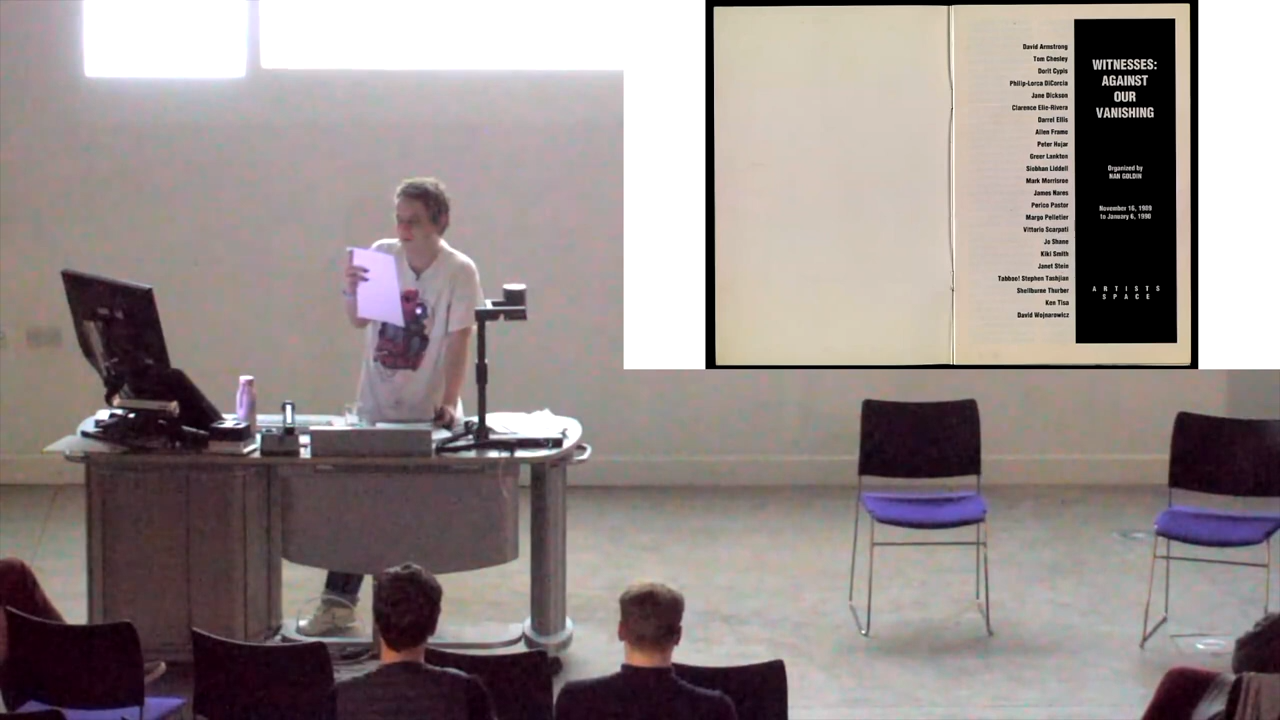 David Armstrong
Tom Chesley
Dorit Cypis
Philip-Lorca DiCorcia
Jane Dickson
Clarence Elie-Rivera
Darrel Ellis
Allen Frame
Peter Hujar
Greer Lankton
Siobhan Liddell
Mark Morrisroe
James Nares
Perico Pastor
Margo Pelletier
Vittorio Scarpati
Jo Shane
Kiki Smith
Janet Stein
Tabboo! Stephen Tashjian
Shellburne Thurber
Ken Tisa
David Wojnarowicz
WITNESSES:
AGAINST
OUR
VANISHING
Organized by
NAN GOLDIN
November 16, 1989
to January 6, 1990
ARTISTS
SPACE